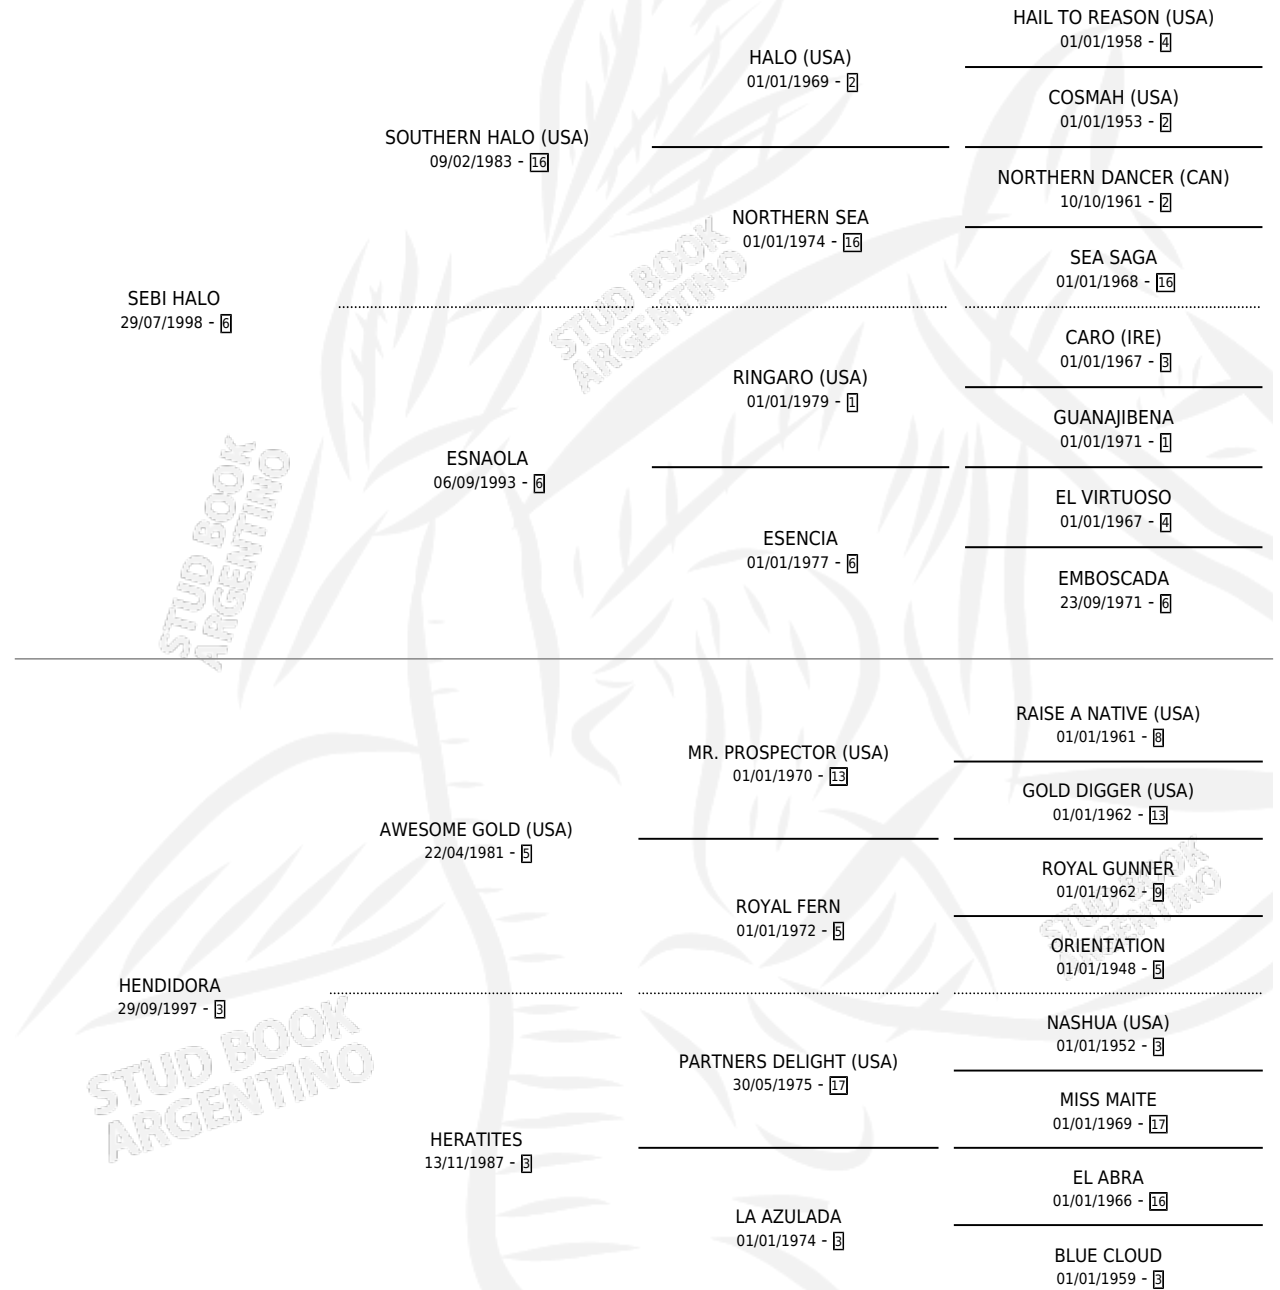 HAIL TO REASON (USA)
01/01/1958 - 4
HALO (USA)
01/01/1969 - 2
COSMAH (USA)
01/01/1953 - 2
SOUTHERN HALO (USA)
09/02/1983 - 16
NORTHERN DANCER (CAN)
10/10/1961 - 2
NORTHERN SEA
01/01/1974 - 16
SEA SAGA
01/01/1968 - 16
SEBI HALO
29/07/1998 - 6
CARO (IRE)
01/01/1967 - 3
RINGARO (USA)
01/01/1979 - 1
GUANAJIBENA
01/01/1971 - 1
ESNAOLA
06/09/1993 - 6
EL VIRTUOSO
01/01/1967 - 4
ESENCIA
01/01/1977 - 6
EMBOSCADA
23/09/1971 - 6
RAISE A NATIVE (USA)
01/01/1961 - 8
MR. PROSPECTOR (USA)
01/01/1970 - 13
GOLD DIGGER (USA)
01/01/1962 - 13
AWESOME GOLD (USA)
22/04/1981 - 5
ROYAL GUNNER
01/01/1962 - 9
ROYAL FERN
01/01/1972 - 5
ORIENTATION
01/01/1948 - 5
HENDIDORA
29/09/1997 - 3
NASHUA (USA)
01/01/1952 - 3
PARTNERS DELIGHT (USA)
30/05/1975 - 17
MISS MAITE
01/01/1969 - 17
HERATITES
13/11/1987 - 3
EL ABRA
01/01/1966 - 16
LA AZULADA
01/01/1974 - 3
BLUE CLOUD
01/01/1959 - 3
STUD BOOK
ARGENTINO
STUD BOOK
ARGENTINO
STUD BOOK
ARGENTINO
STUD BOOK
ARGENTINO